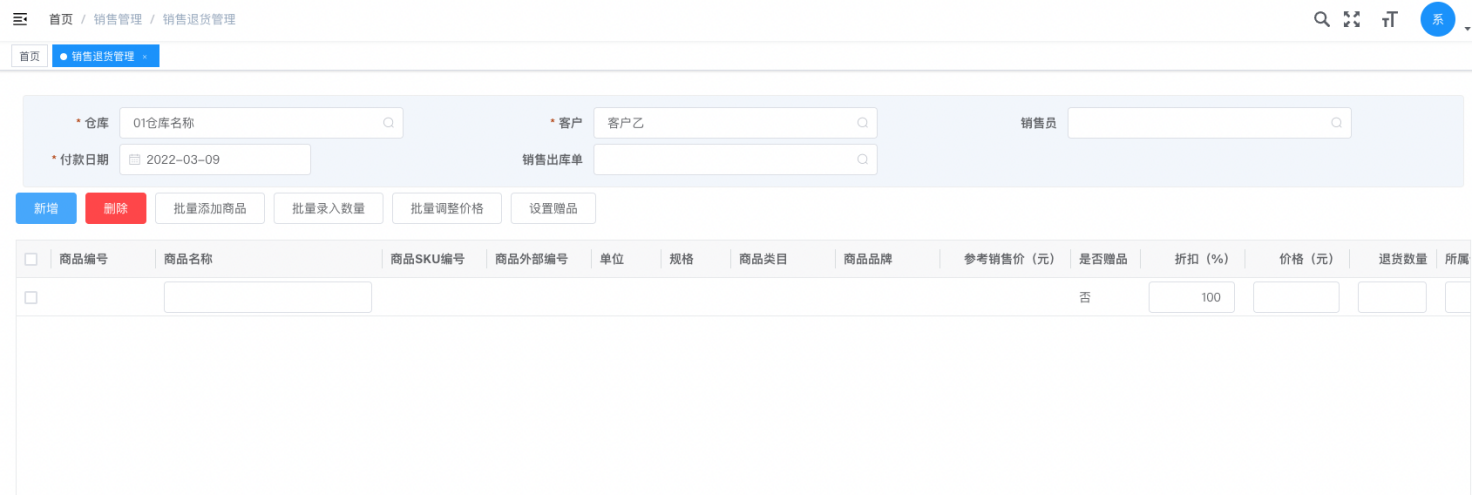 首页 / 销售管理 / 销售退货管理
系
首页 销售退货管理 ×
* 仓库 01仓库名称 * 客户 客户乙 销售员
* 付款日期 2022-03-09 销售出库单
新增 删除 批量添加商品 批量录入数量 批量调整价格 设置赠品
商品编号 商品名称 商品SKU编号 商品外部编号 单位 规格 商品类目 商品品牌 参考销售价（元） 是否赠品 折扣（%） 价格（元） 退货数量 所属
否 100